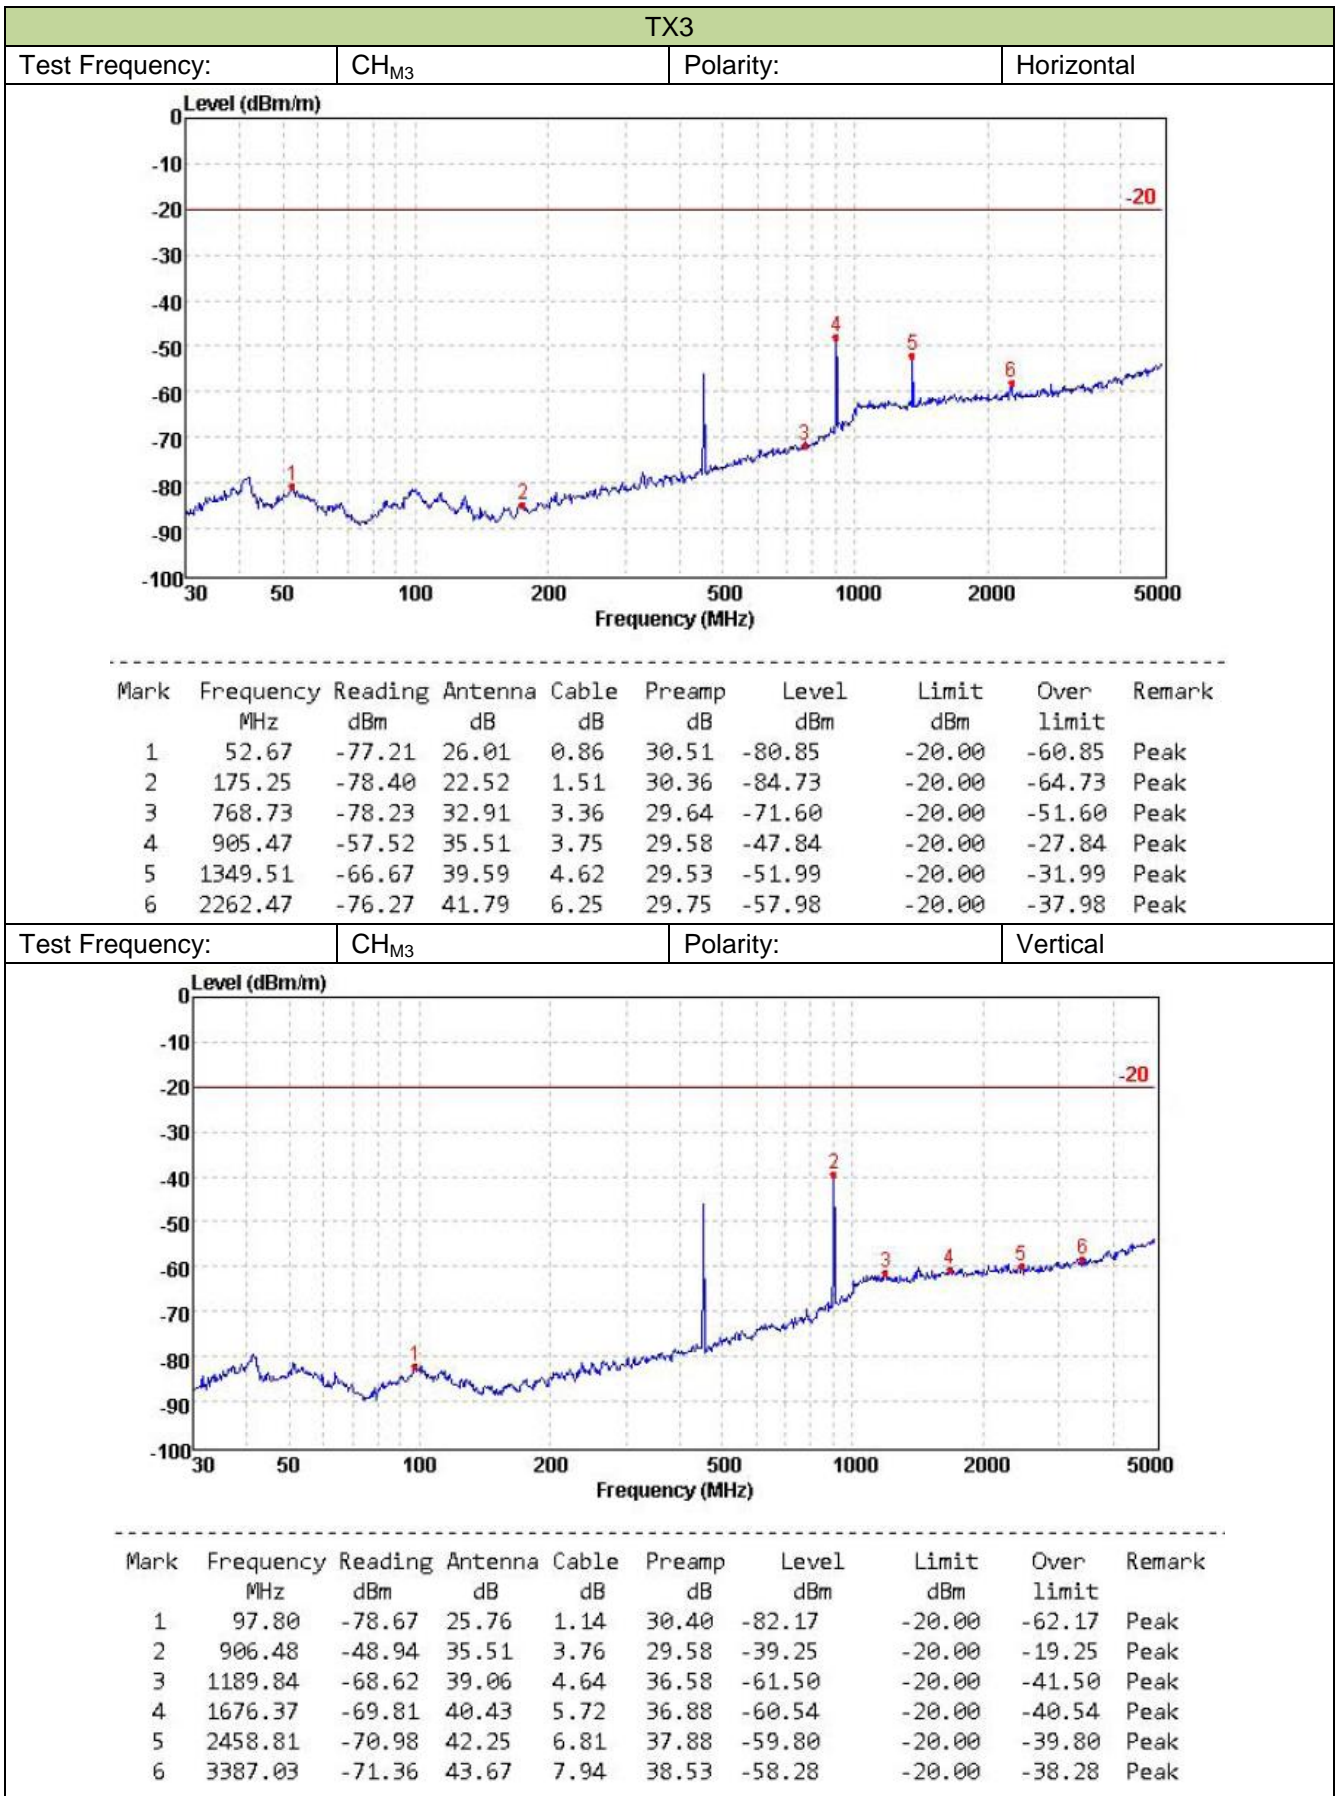 TX3
Test Frequency: CHM3 Polarity: Horizontal
Level (dBm/m)
0
-10
-20
-20
-30
-40
-50
-60
-70
-80
-90
-100
4
5
6
3
1
2
30 50 100 200 500 1000 2000 5000
Frequency (MHz)
Mark Frequency Reading Antenna Cable Preamp Level Limit Over Remark
MHz dBm dB dB dB dBm dBm limit
1 52.67 -77.21 26.01 0.86 30.51 -80.85 -20.00 -60.85 Peak
2 175.25 -78.40 22.52 1.51 30.36 -84.73 -20.00 -64.73 Peak
3 768.73 -78.23 32.91 3.36 29.64 -71.60 -20.00 -51.60 Peak
4 905.47 -57.52 35.51 3.75 29.58 -47.84 -20.00 -27.84 Peak
5 1349.51 -66.67 39.59 4.62 29.53 -51.99 -20.00 -31.99 Peak
6 2262.47 -76.27 41.79 6.25 29.75 -57.98 -20.00 -37.98 Peak
Test Frequency: CHM3 Polarity: Vertical
Level (dBm/m)
0
-10
-20
-20
-30
-40
-50
-60
-70
-80
-90
-100
2
3 4 5 6
1
30 50 100 200 500 1000 2000 5000
Frequency (MHz)
Mark Frequency Reading Antenna Cable Preamp Level Limit Over Remark
MHz dBm dB dB dB dBm dBm limit
1 97.80 -78.67 25.76 1.14 30.40 -82.17 -20.00 -62.17 Peak
2 906.48 -48.94 35.51 3.76 29.58 -39.25 -20.00 -19.25 Peak
3 1189.84 -68.62 39.06 4.64 36.58 -61.50 -20.00 -41.50 Peak
4 1676.37 -69.81 40.43 5.72 36.88 -60.54 -20.00 -40.54 Peak
5 2458.81 -70.98 42.25 6.81 37.88 -59.80 -20.00 -39.80 Peak
6 3387.03 -71.36 43.67 7.94 38.53 -58.28 -20.00 -38.28 Peak